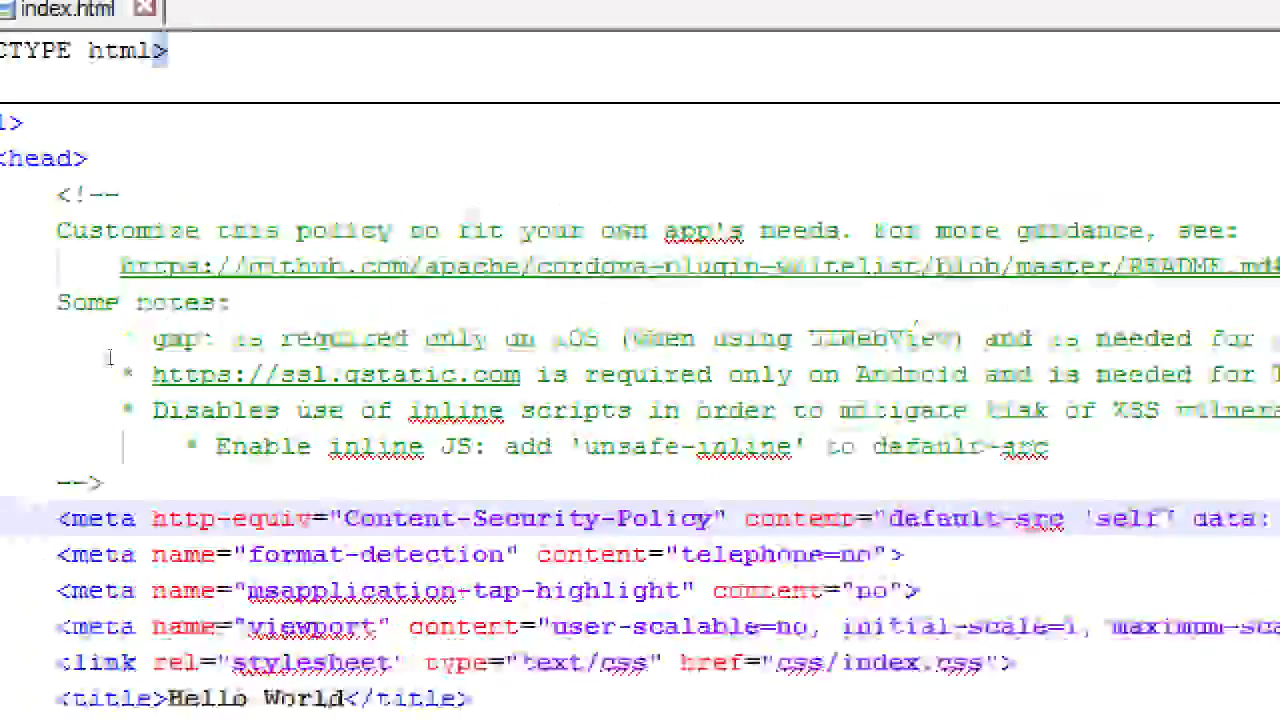 index.html
CTYPE html>
l>
<head>
<!--
Customize this policy to fit your own app's needs. For more guidance, see:
https://github.com/apache/cordova-plugin-whitelist/blob/master/README.md#
Some notes:
* gap: is required only on iOS (when using UIWebView) and is needed for
* https://ssl.gstatic.com is required only on Android and is needed for T
* Disables use of inline scripts in order to mitigate risk of XSS vulnera
* Enable inline JS: add 'unsafe-inline' to default-src
-->
<meta http-equiv="Content-Security-Policy" content="default-src 'self' data:
<meta name="format-detection" content="telephone=no">
<meta name="msapplication-tap-highlight" content="no">
<meta name="viewport" content="user-scalable=no, initial-scale=1, maximum-sca
<link rel="stylesheet" type="text/css" href="css/index.css">
<title>Hello World</title>